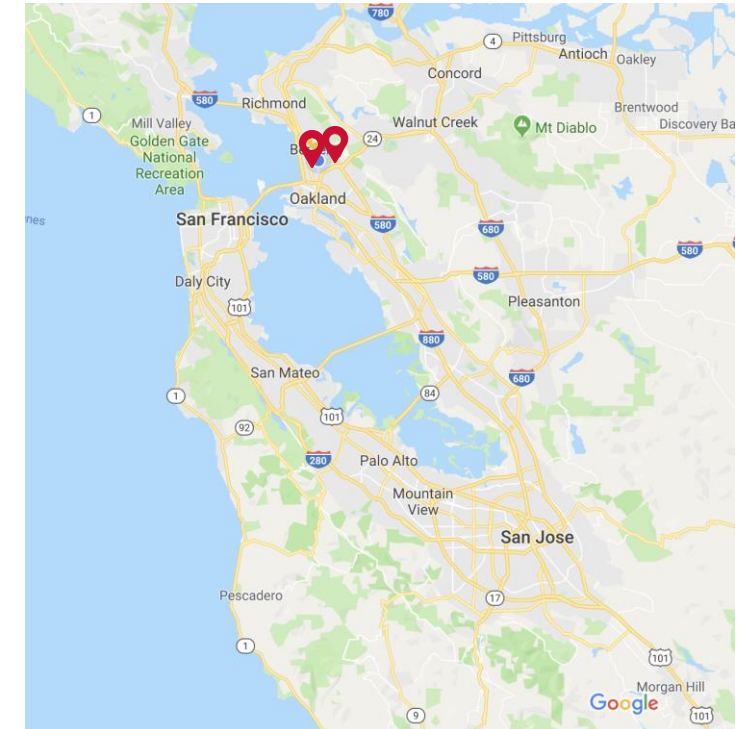 780
4
Pittsburg
Antioch
Oakley
Concord
580
Richmond
Brentwood
1
Mill Valley
Walnut Creek
Mt Diablo
Discovery Ba
Golden Gate
National
Recreation
Area
24
Be
Oakland
San Francisco
nes
580
680
580
580
Daly City
101
Pleasanton
880
San Mateo
680
1
84
101
92
280
Palo Alto
Mountain
View
San Jose
Pescadero
17
1
101
Morgan Hill
Google
9
101